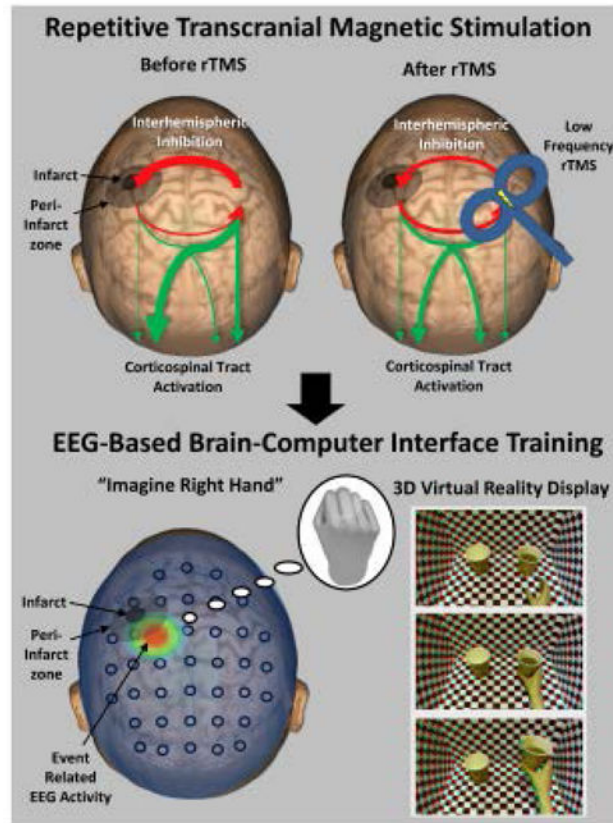 Repetitive Transcranial Magnetic Stimulation
Before rTMS
After rTMS
Interhemispheric
Inhibition
Infarct
Peri-
Infarct
zone
Corticospinal Tract
Activation
Interhemispheric
Inhibition
Low
Frequency
rTMS
Corticospinal Tract
Activation
EEG-Based Brain-Computer Interface Training
“Imagine Right Hand”
3D Virtual Reality Display
Infarct
Peri-
Infarct
zone
Event
Related
EEG Activity